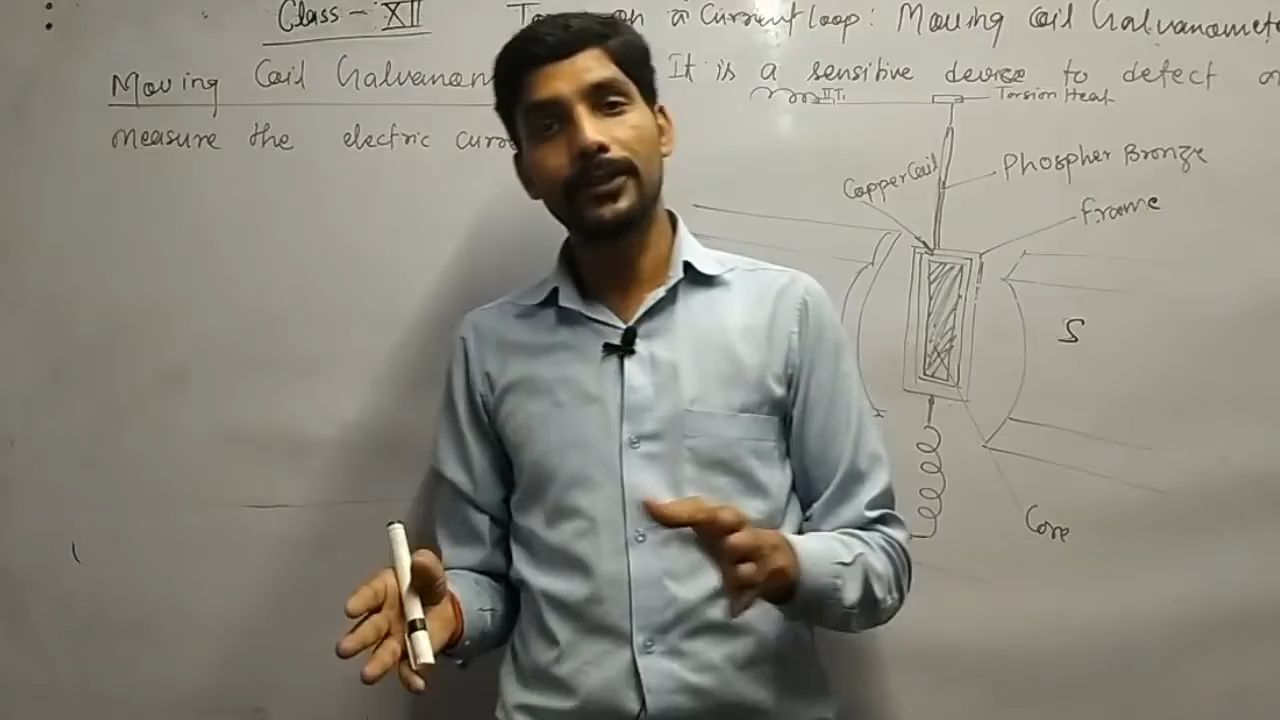 Class - XII
on a Current loop: Moving Coil Galvanomete
Moving Coil Galvanom It is a sensitive device to detect or
Torsion Head
measure the electric curre
Phospher Bronze
Copper Coil
frame
S
Core